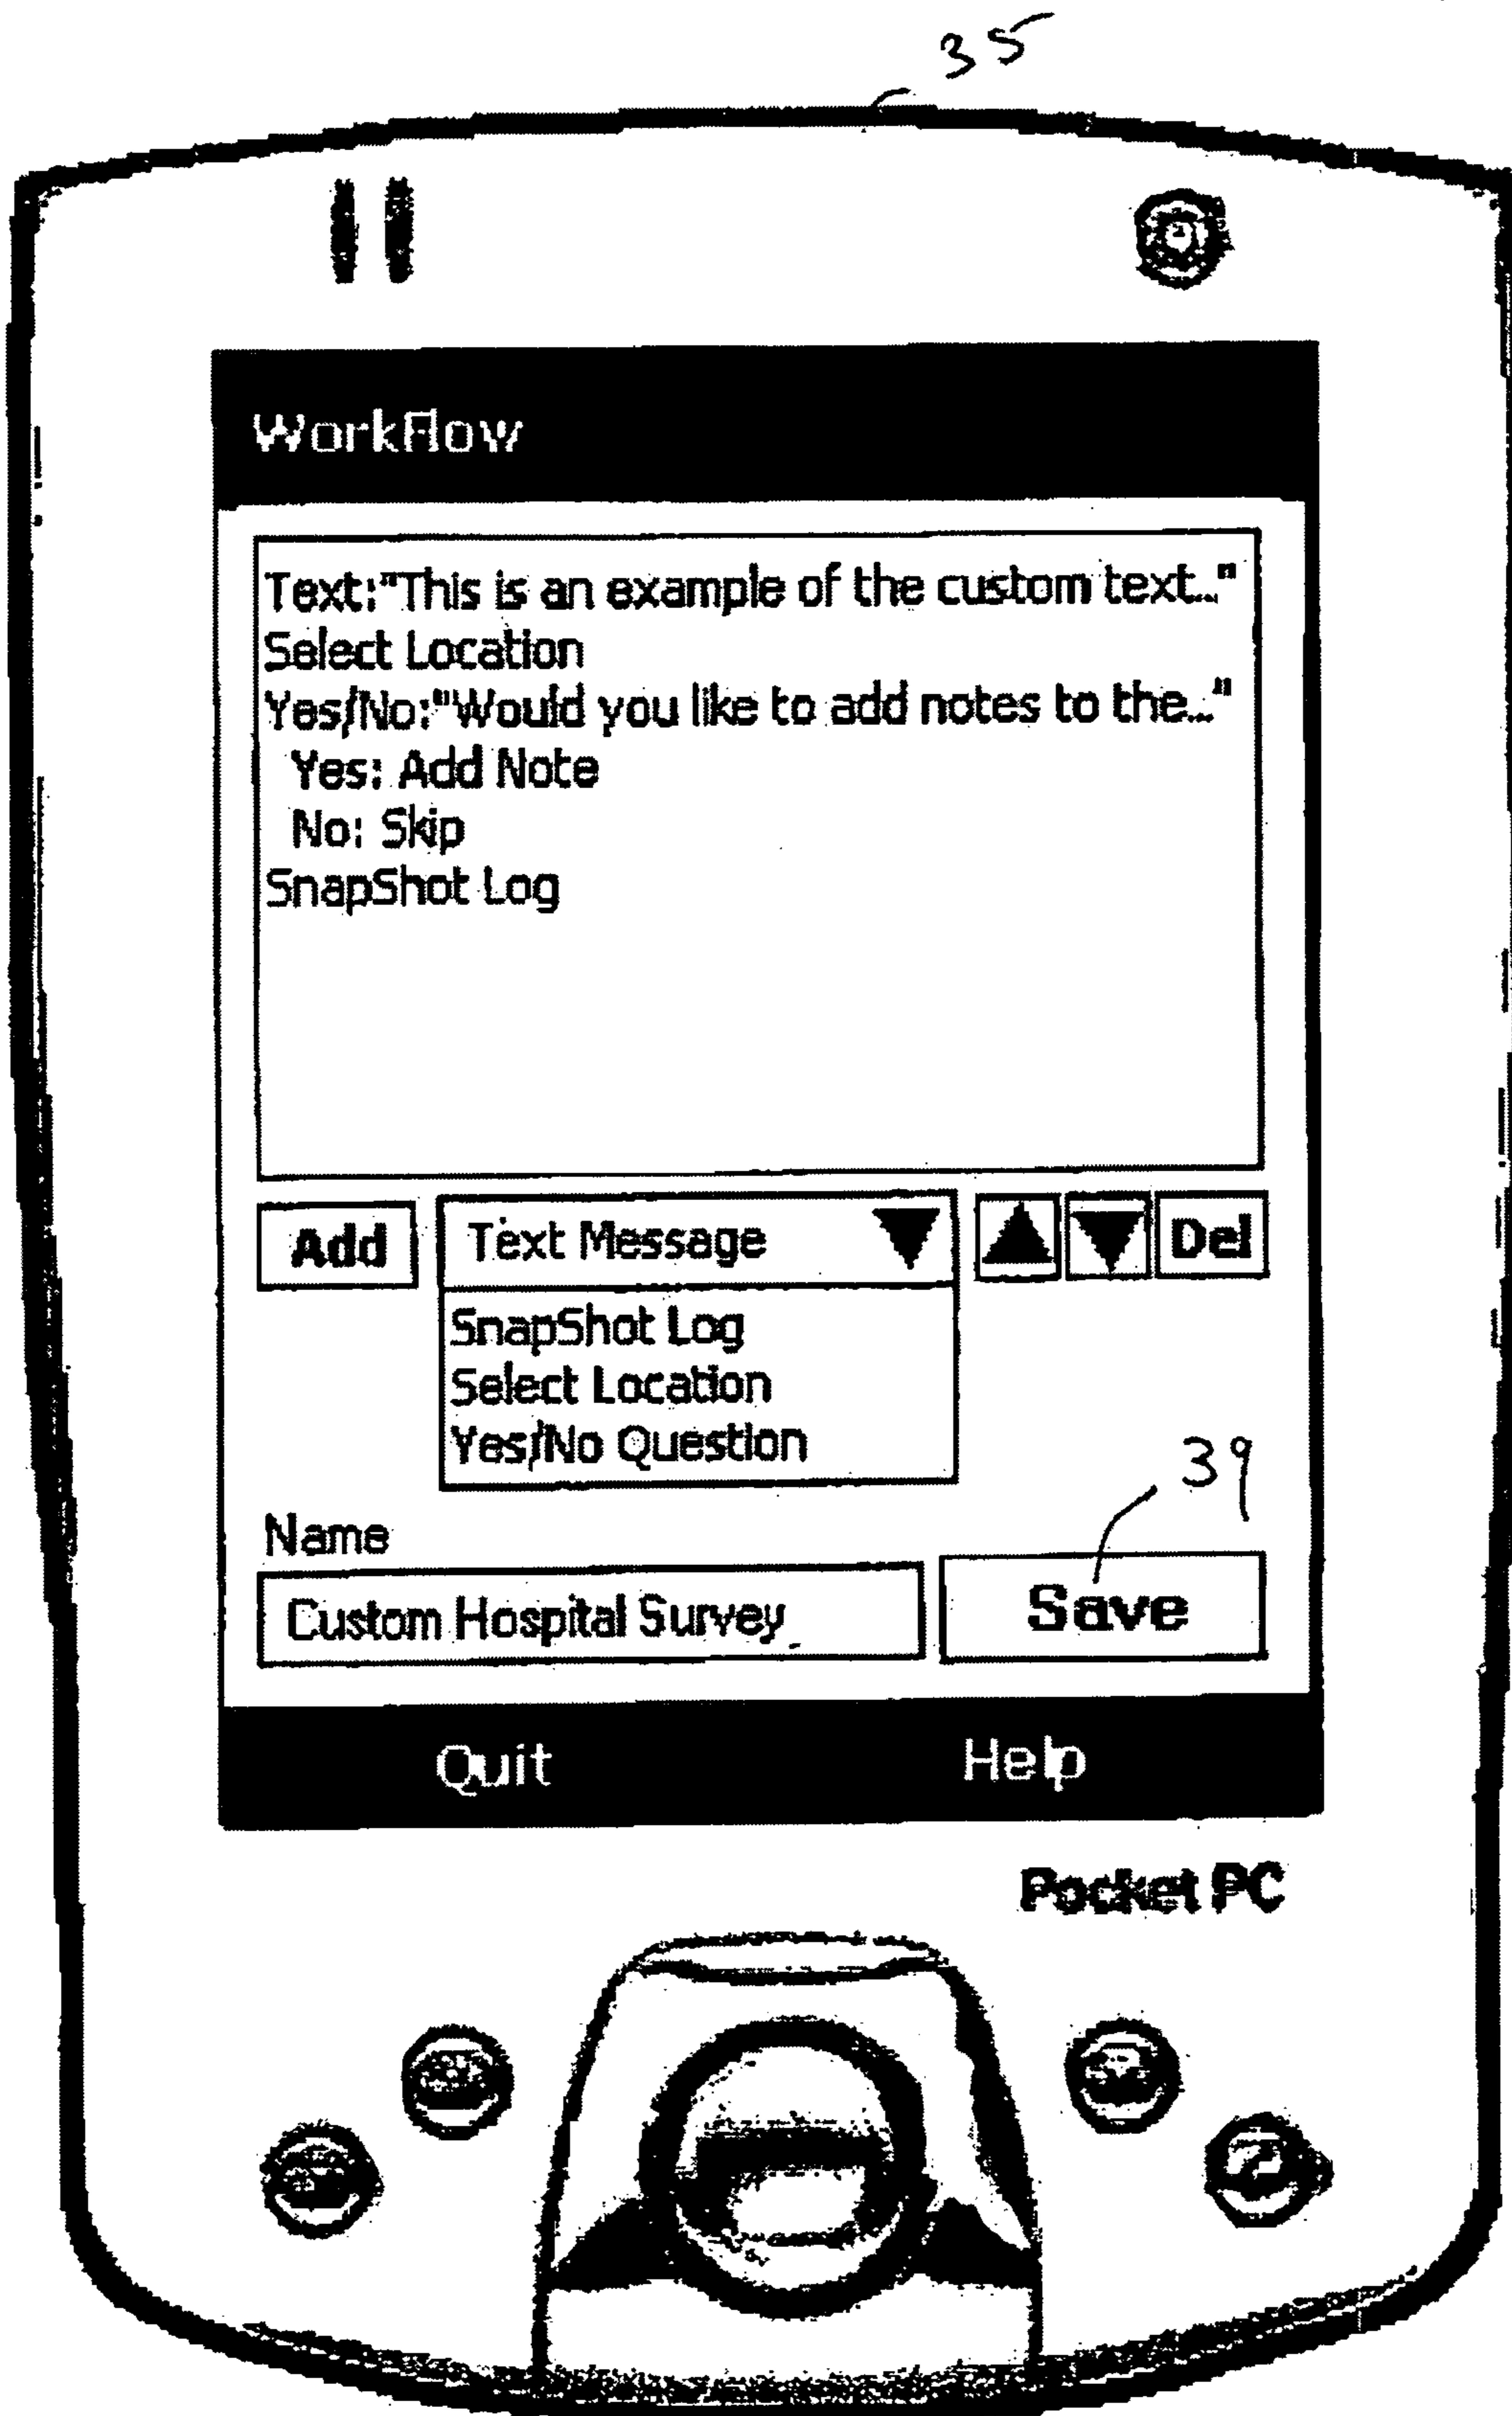 35
WorkFlow
Text:"This is an example of the custom text..."
Select Location
Yes/No:"Would you like to add notes to the..."
Yes: Add Note
No: Skip
SnapShot Log
Add Text Message Del
SnapShot Log
Select Location
Yes/No Question
39
Name
Custom Hospital Survey
Save
Quit Help
Pocket PC